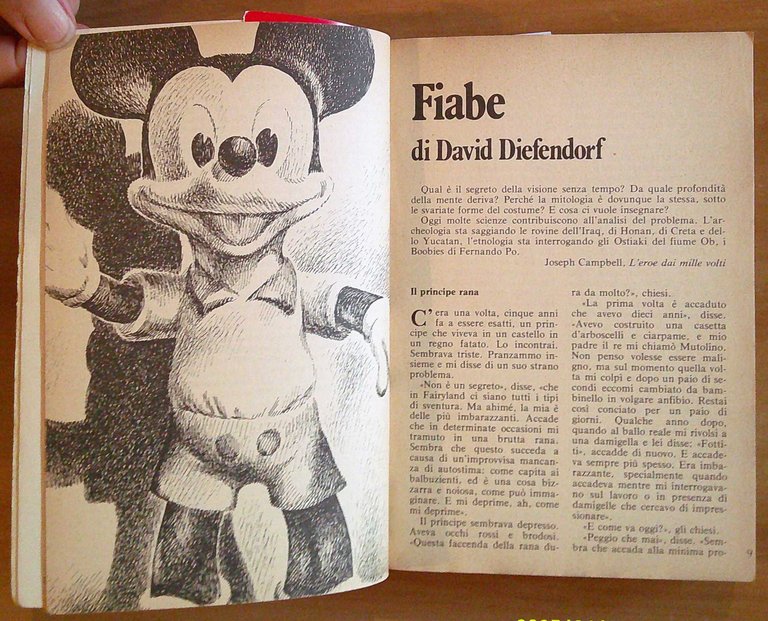 Fiabe
di David Diefendorf
Qual è il segreto della visione senza tempo? Da quale profondità
della mente deriva? Perché la mitologia è dovunque la stessa, sotto
le svariate forme del costume? E cosa ci vuole insegnare?
Oggi molte scienze contribuiscono all'analisi del problema. L'ar-
cheologia sta saggiando le rovine dell'Iraq, di Honan, di Creta e del-
lo Yucatan, l'etnologia sta interrogando gli Ostiaki del fiume Ob, i
Boobies di Fernando Po.
Joseph Campbell, L'eroe dai mille volti
Il principe rana
C'era una volta, cinque anni
fa a essere esatti, un prin-
cipe che viveva in un castello in
un regno fatato. Lo incontrai.
Sembrava triste. Pranzammo in-
sieme e mi disse di un suo strano
problema.
«Non è un segreto», disse, «che
in Fairyland ci siano tutti i tipi
di sventura. Ma ahimé, la mia è
delle più imbarazzanti. Accade
che in determinate occasioni mi
tramuto in una brutta rana.
Sembra che questo succeda a
causa di un'improvvisa mancan-
za di autostima: come capita ai
balbuzienti, ed è una cosa biz-
zarra e noiosa, come può imma-
ginare. E mi deprime, ah, come
mi deprime».
Il principe sembrava depresso.
Aveva occhi rossi e brodosi.
«Questa faccenda della rana du-
ra da molto?», chiesi.
«La prima volta è accaduto
che avevo dieci anni», disse.
«Avevo costruito una casetta
d'arboscelli e ciarpame, e mio
padre il re mi chiamò Mutolino.
Non penso volesse essere mali-
gno, ma sul momento quella vol-
ta mi colpì e dopo un paio di se-
condi eccomi cambiato da bam-
binello in volgare anfibio. Restai
così conciato per un paio di
giorni. Qualche anno dopo,
quando al ballo reale mi rivolsi a
una damigella e lei disse: «Fotti-
ti», accadde di nuovo. E accade-
va sempre più spesso. Era imba-
razzante, specialmente quando
accadeva mentre mi interrogava-
no sul lavoro o in presenza di
damigelle che cercavo di impres-
sionare».
«E come va oggi?», gli chiesi.
«Peggio che mai», disse. «Sem-
bra che accada alla minima pro-
9